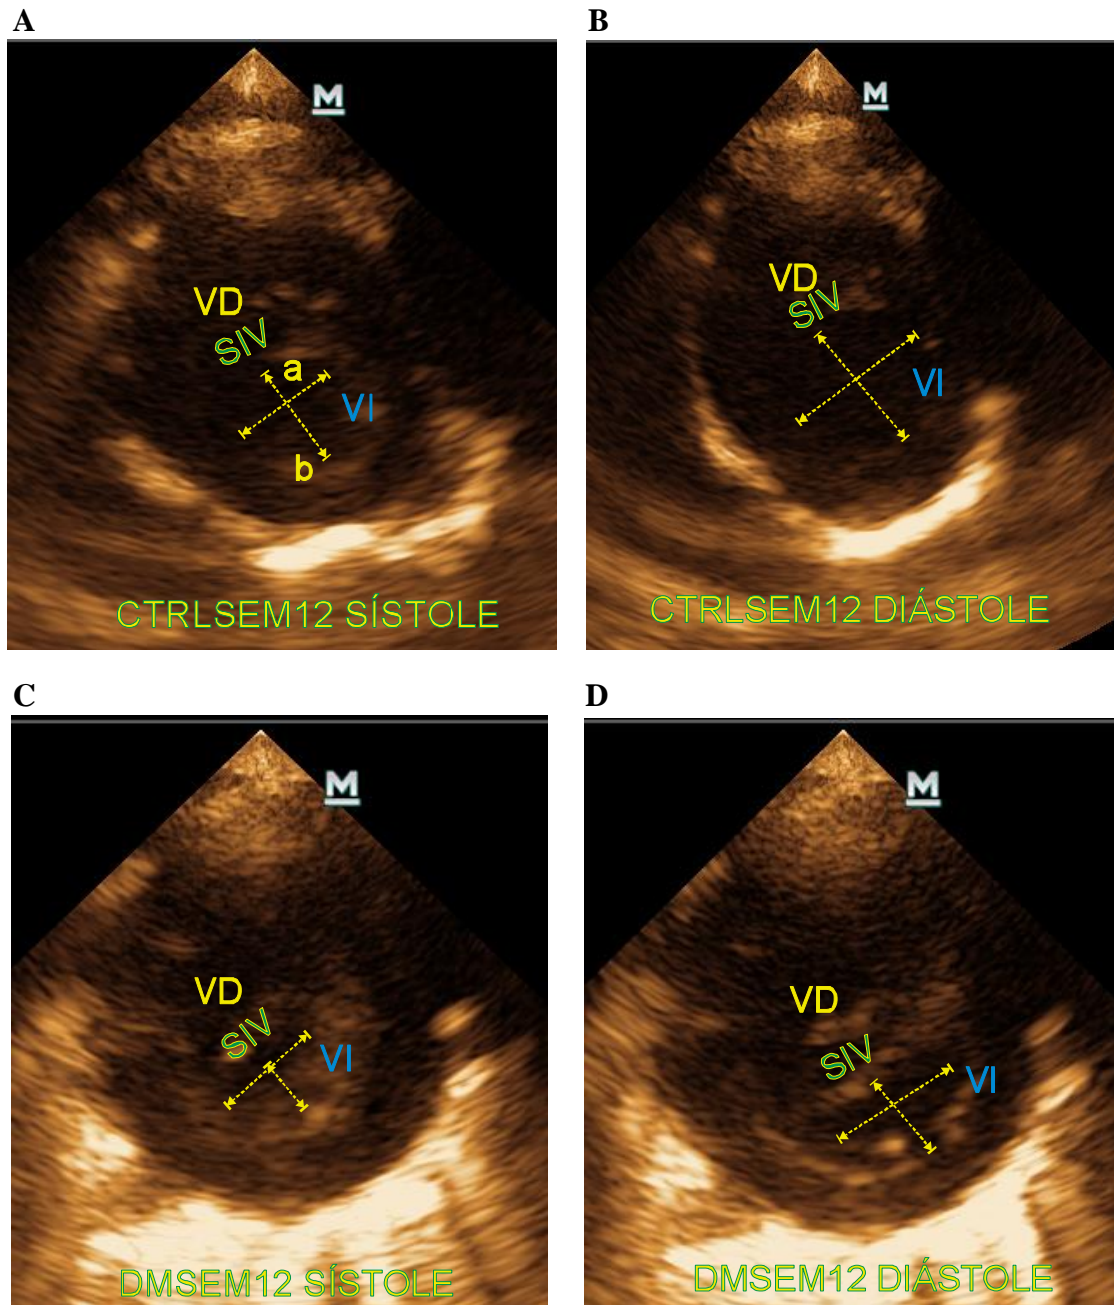 A
B
M
M
VD
SIV
a
VI
b
VD
SIV
VI
CTRLSEM12 SÍSTOLE
CTRLSEM12 DIÁSTOLE
C
D
M
M
VD
SIV
VI
VD
SIV
VI
DMSEM12 SÍSTOLE
DMSEM12 DIÁSTOLE